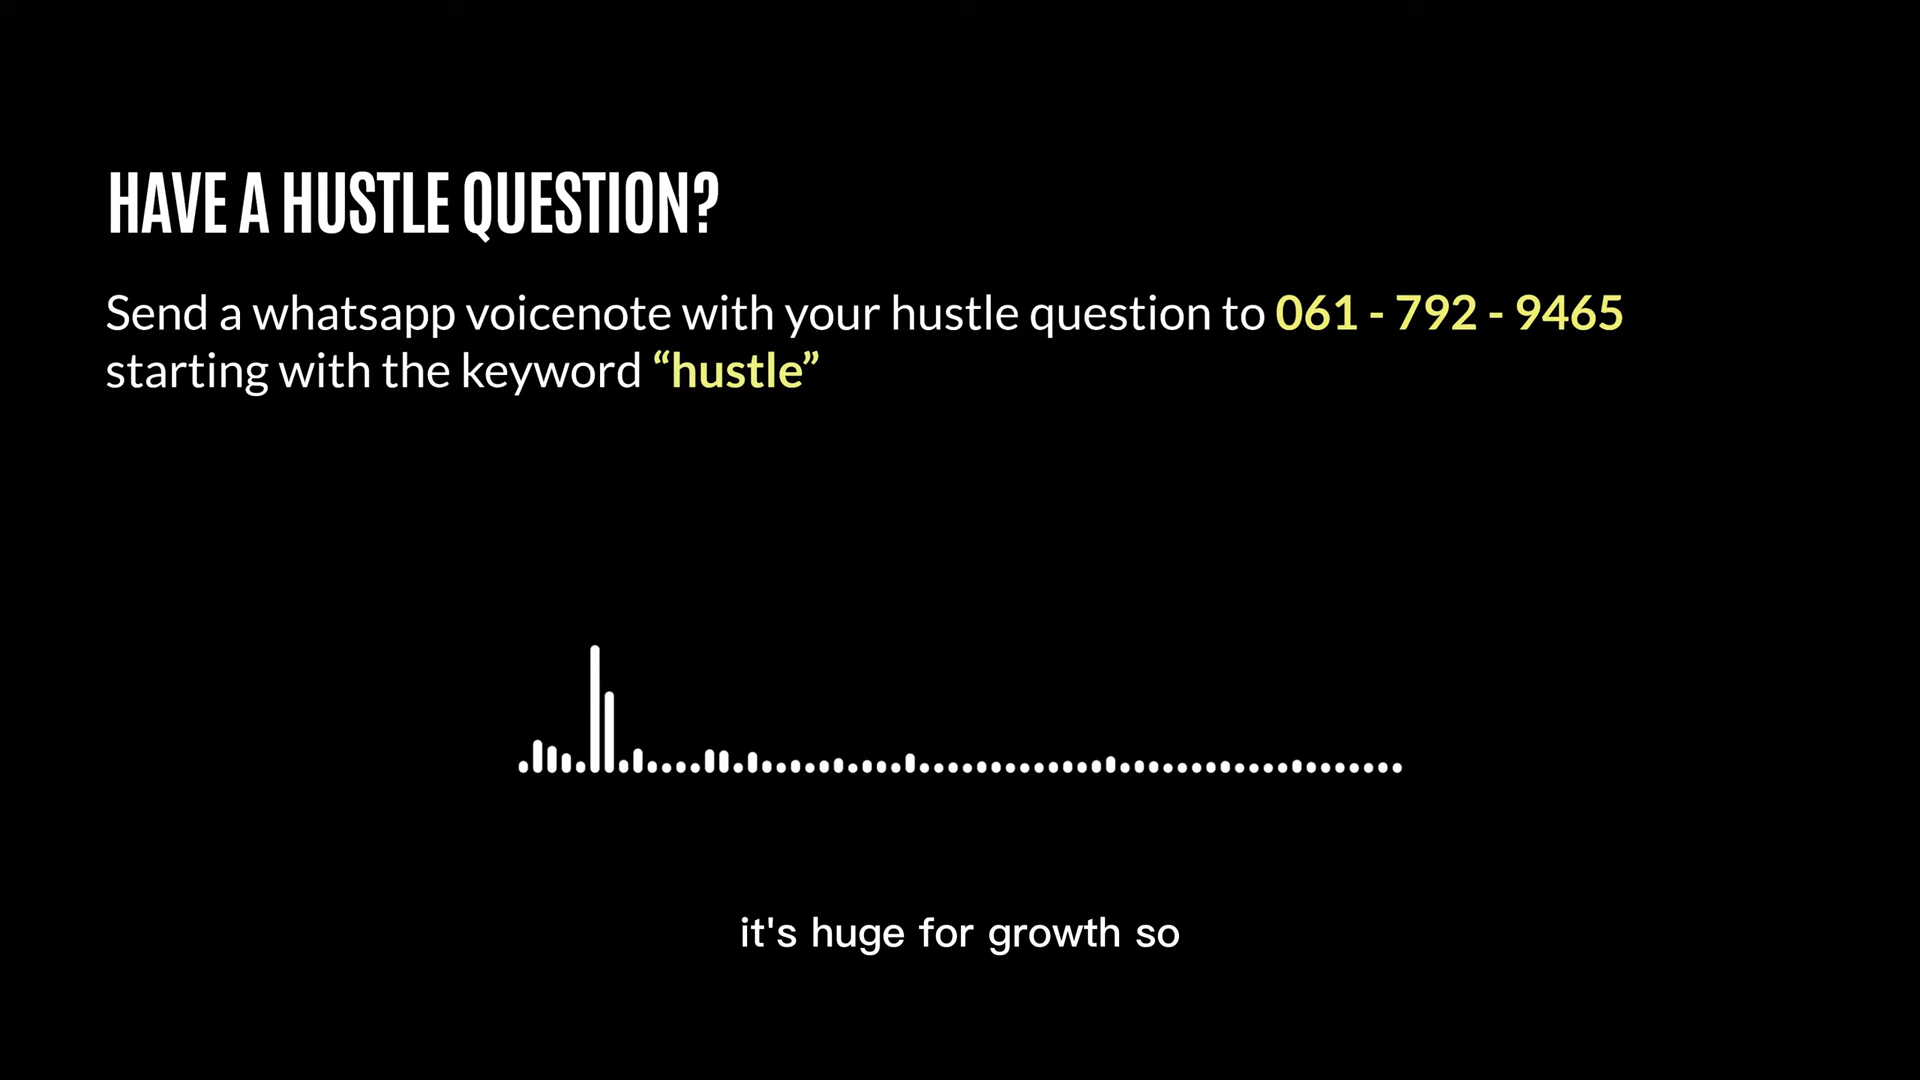 HAVE A HUSTLE QUESTION?
Send a whatsapp voicenote with your hustle question to 061 - 792 - 9465
starting with the keyword “hustle”
it's huge for growth so